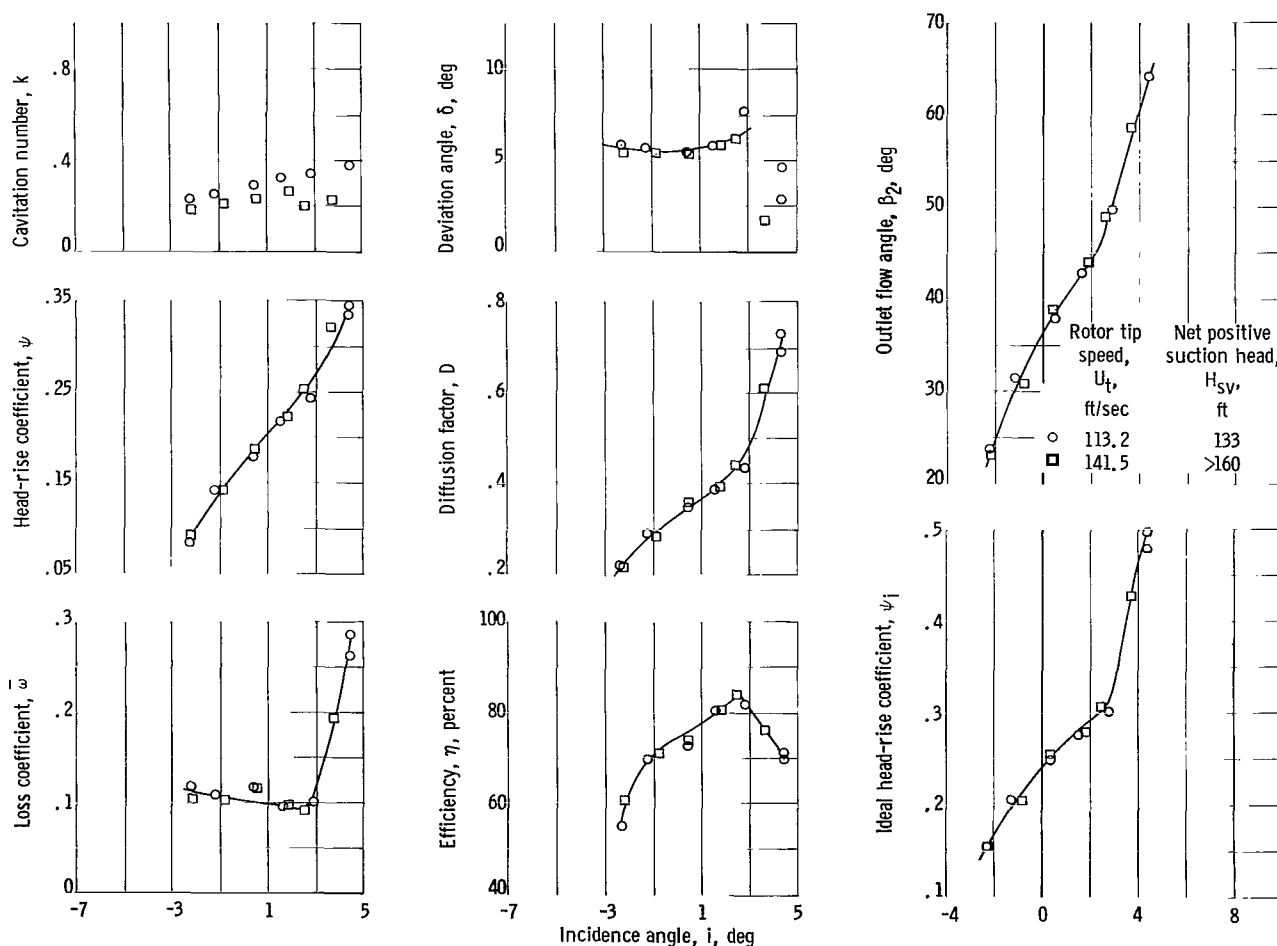 Cavitation number, k
.8
.4
0
Deviation angle, δ, deg
10
5
0
Outlet flow angle, β2, deg
70
60
50
40
30
20
Rotor tip
speed,
Ut,
ft/sec
113.2
141.5
Net positive
suction head,
Hsv,
ft
133
>160
Head-rise coefficient, ψ
.35
.25
.15
.05
Diffusion factor, D
.8
.6
.4
.2
Loss coefficient, ω̅
.3
.2
.1
0
-7
-3
1
5
Efficiency, η, percent
100
80
60
40
-7
-3
1
5
Incidence angle, i, deg
Ideal head-rise coefficient, ψi
.5
.4
.3
.2
.1
-4
0
4
8